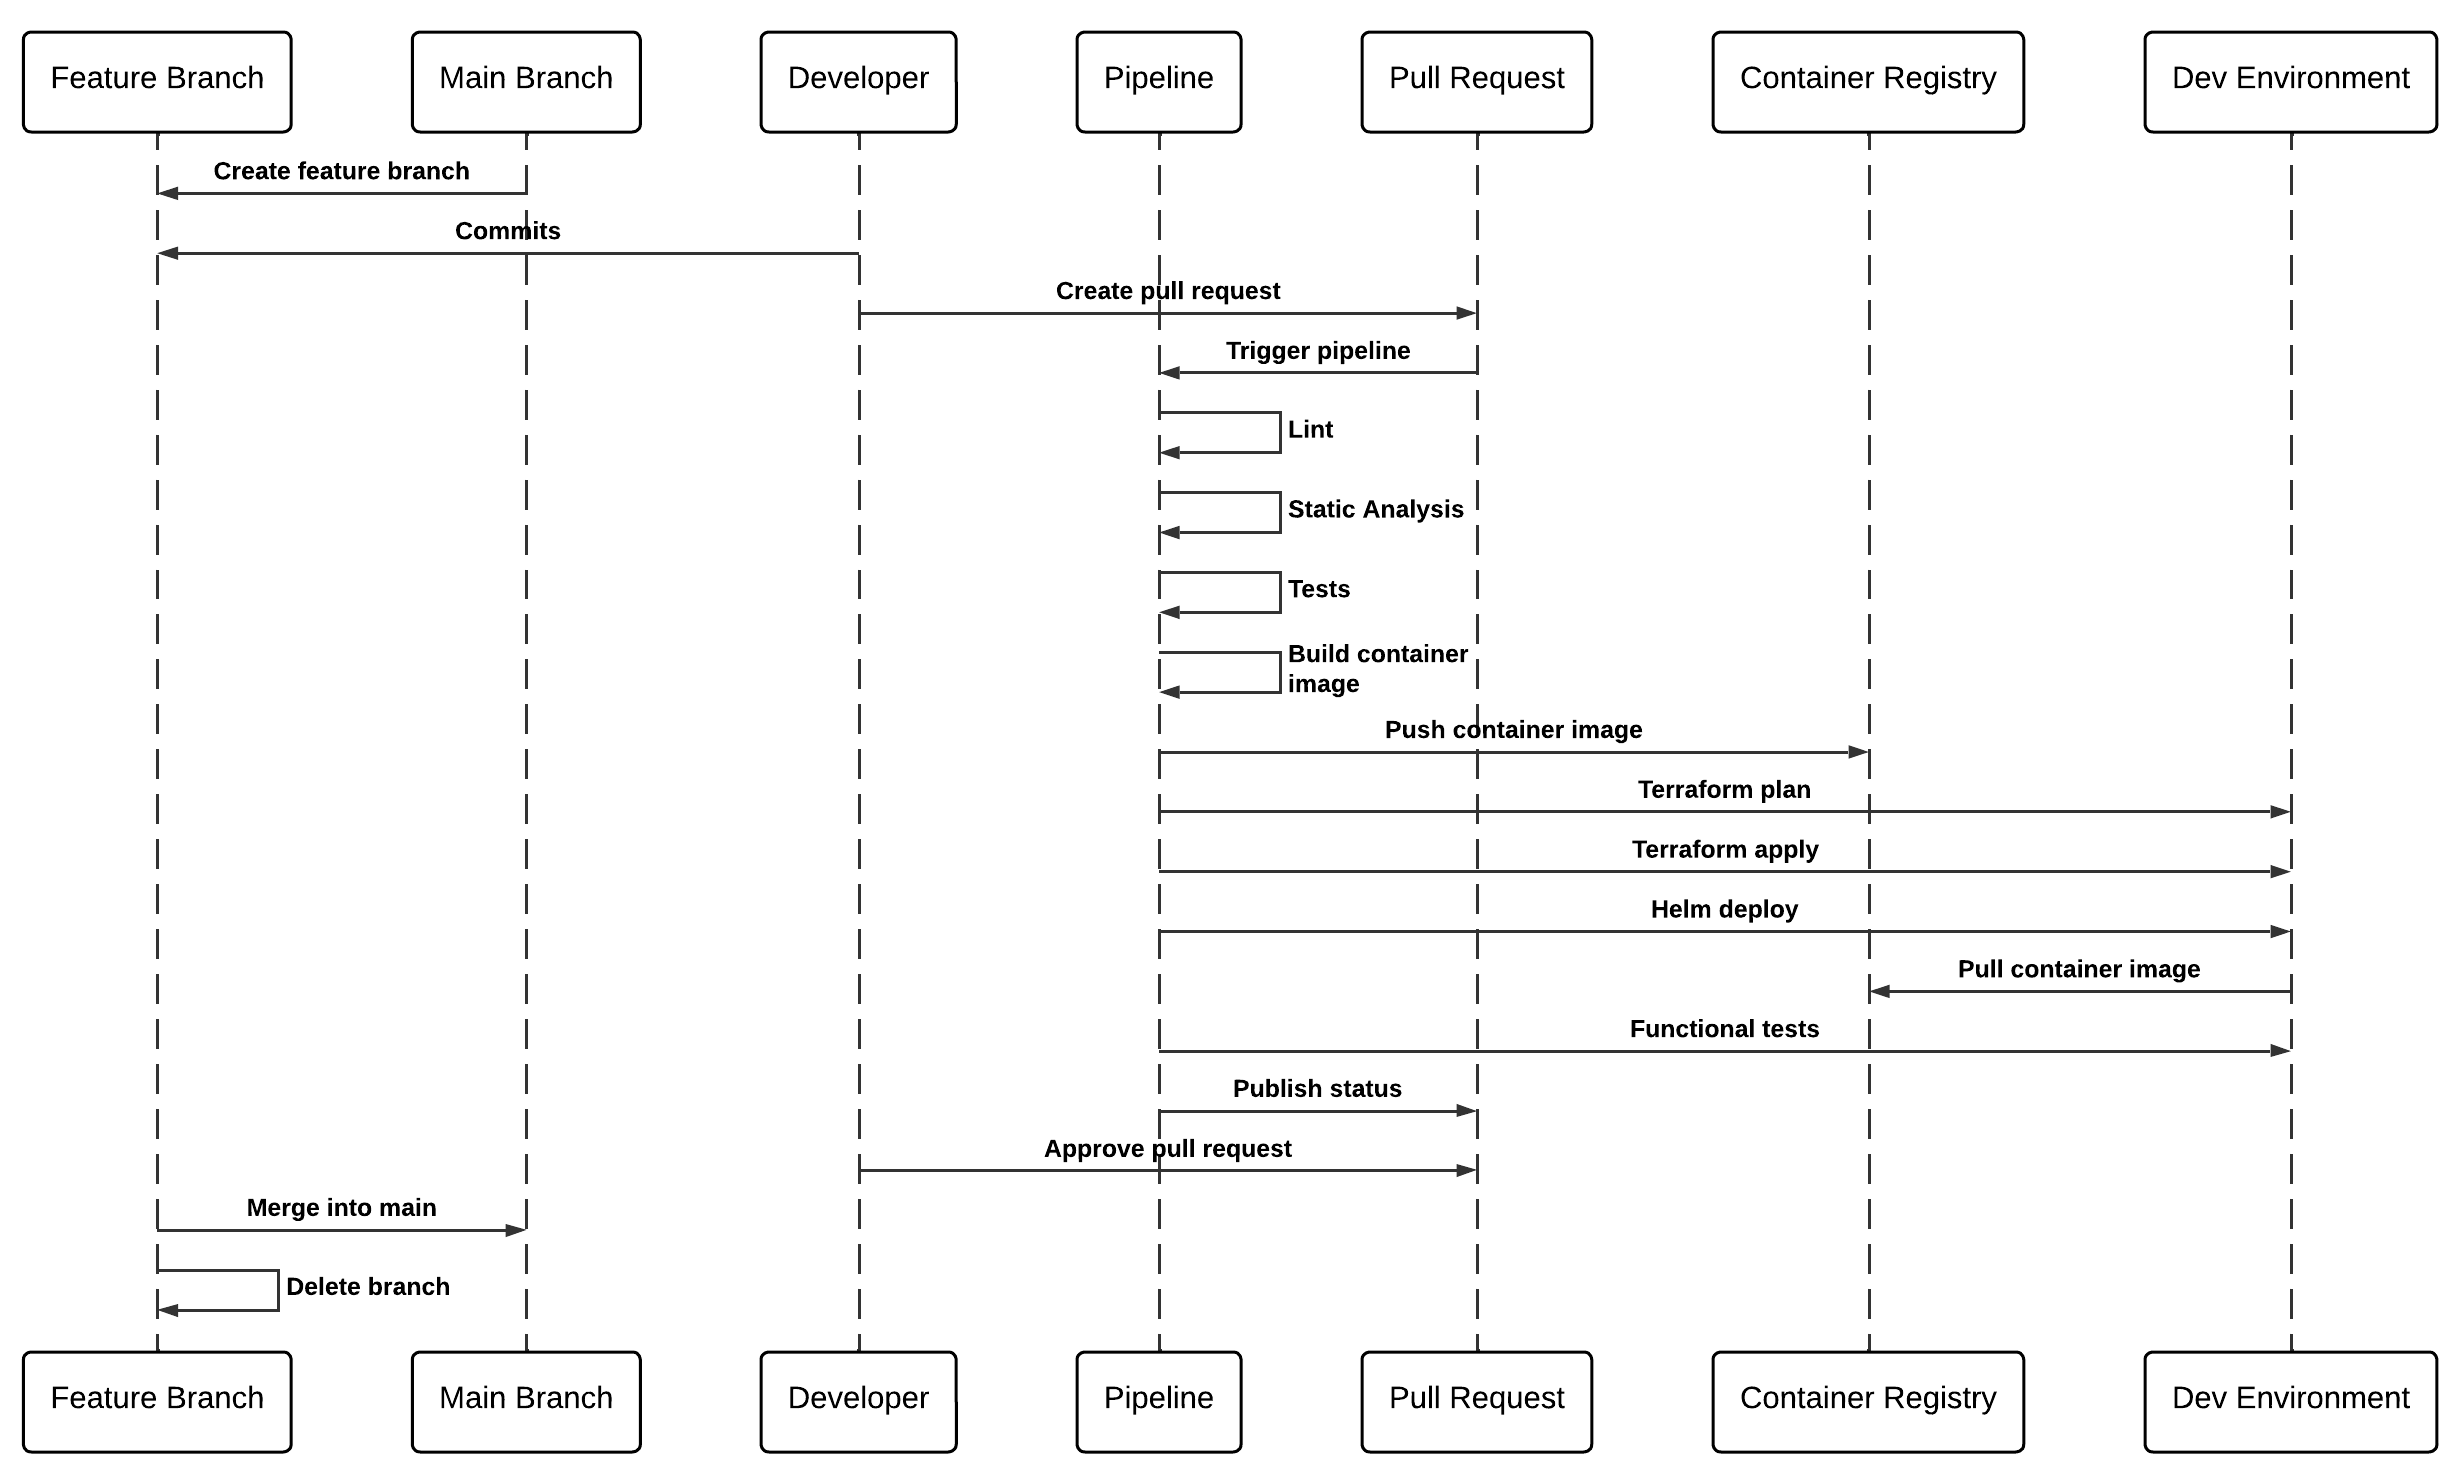 Feature Branch
Main Branch
Developer
Pipeline
Pull Request
Container Registry
Dev Environment
Create feature branch
Commits
Create pull request
Trigger pipeline
Lint
Static Analysis
Tests
Build container
image
Push container image
Terraform plan
Terraform apply
Helm deploy
Pull container image
Functional tests
Publish status
Approve pull request
Merge into main
Delete branch
Feature Branch
Main Branch
Developer
Pipeline
Pull Request
Container Registry
Dev Environment